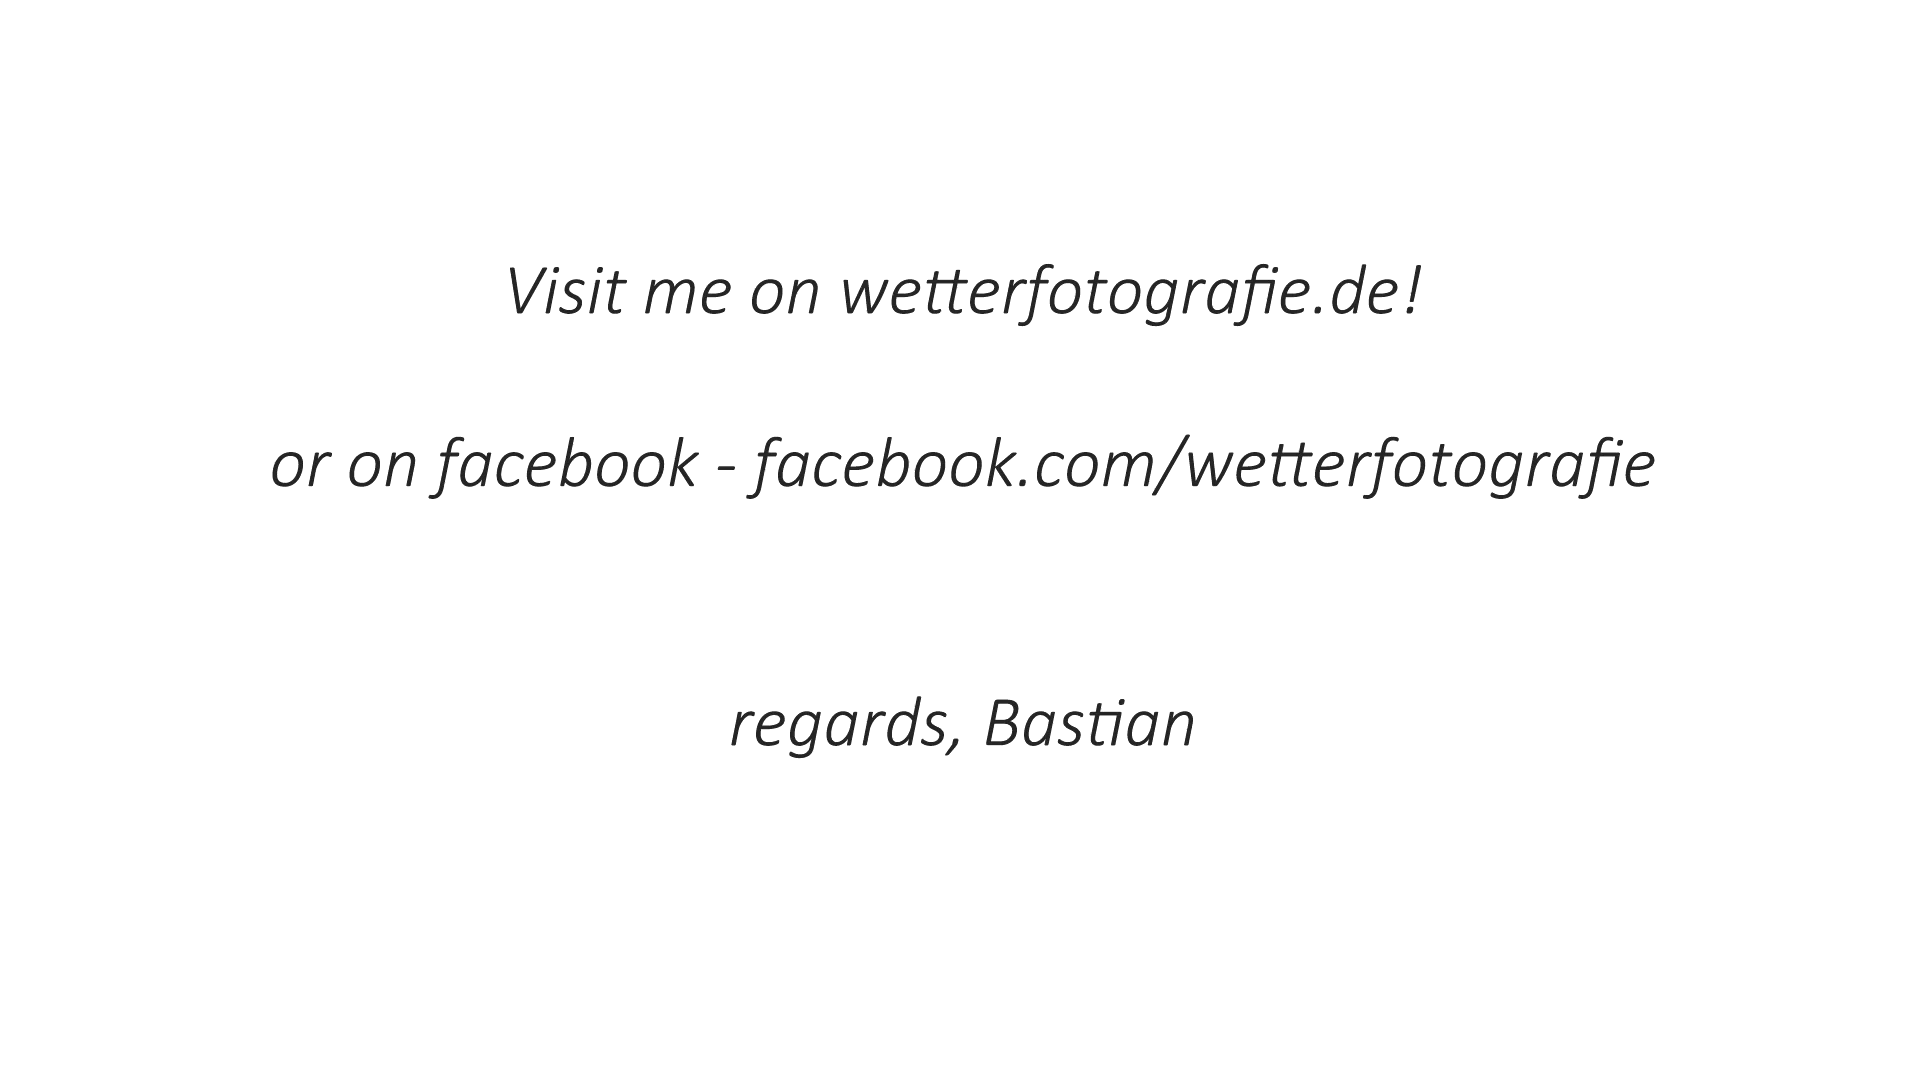 Visit me on wetterfotografie.de!
or on facebook - facebook.com/wetterfotografie
regards, Bastian